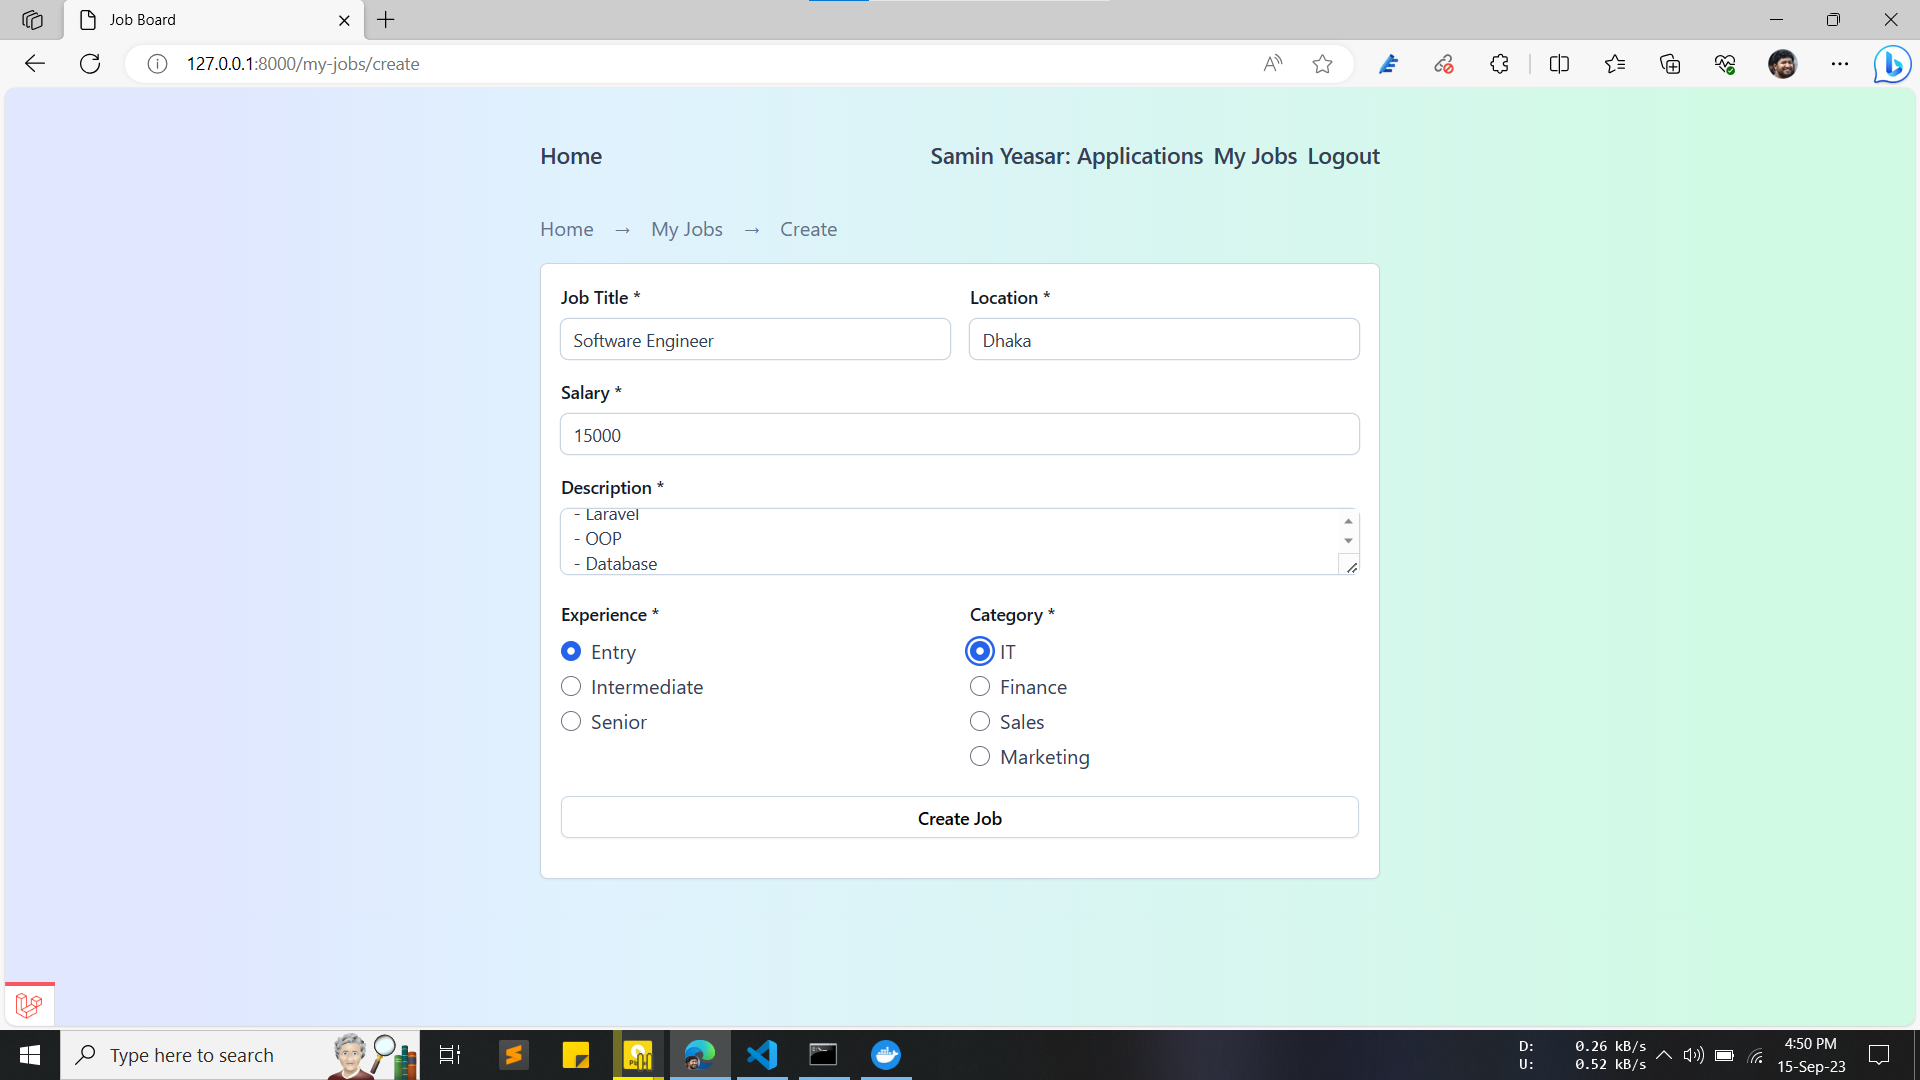 Job Board
127.0.0.1:8000/my-jobs/create
Home
Samin Yeasar: Applications My Jobs Logout
Home → My Jobs → Create
Job Title *
Location *
Software Engineer
Dhaka
Salary *
15000
Description *
- Laravel
- OOP
- Database
Experience *
Category *
Entry
IT
Intermediate
Finance
Senior
Sales
Marketing
Create Job
Type here to search
D: 0.26 kB/s
U: 0.52 kB/s
4:50 PM
15-Sep-23